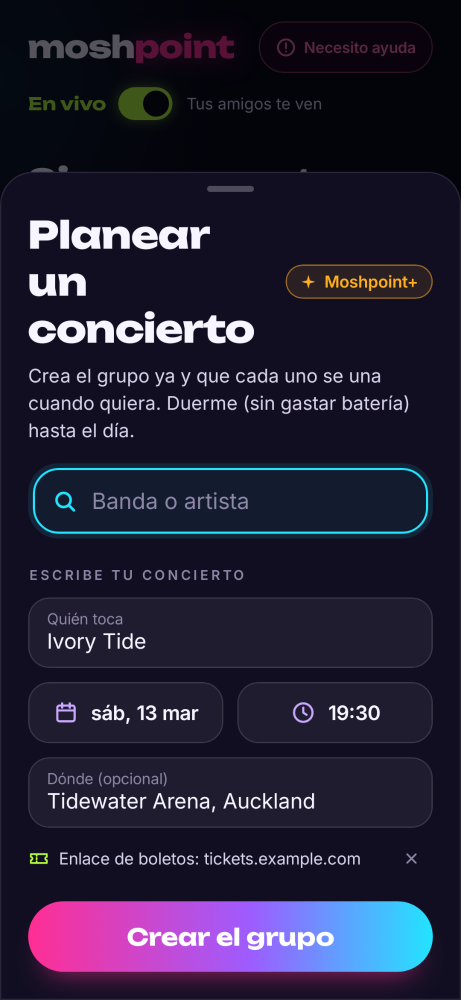 moshpoint
Necesito ayuda
En vivo
Tus amigos te ven
Planear
un
concierto
Moshpoint+
Crea el grupo ya y que cada uno se una
cuando quiera. Duerme (sin gastar batería)
hasta el día.
Banda o artista
ESCRIBE TU CONCIERTO
Quién toca
Ivory Tide
sáb, 13 mar
19:30
Dónde (opcional)
Tidewater Arena, Auckland
Enlace de boletos: tickets.example.com
Crear el grupo